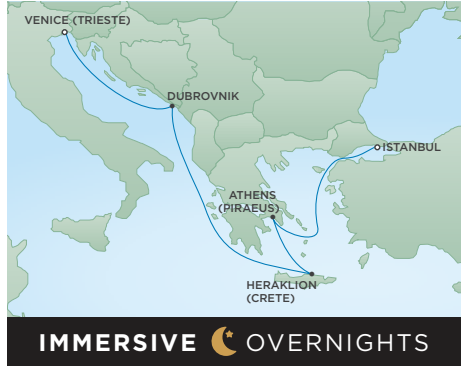 VENICE (TRIESTE)
DUBROVNIK
ISTANBUL
ATHENS
(PIRAEUS)
HERAKLION
(CRETE)
IMMERSIVE OVERNIGHTS